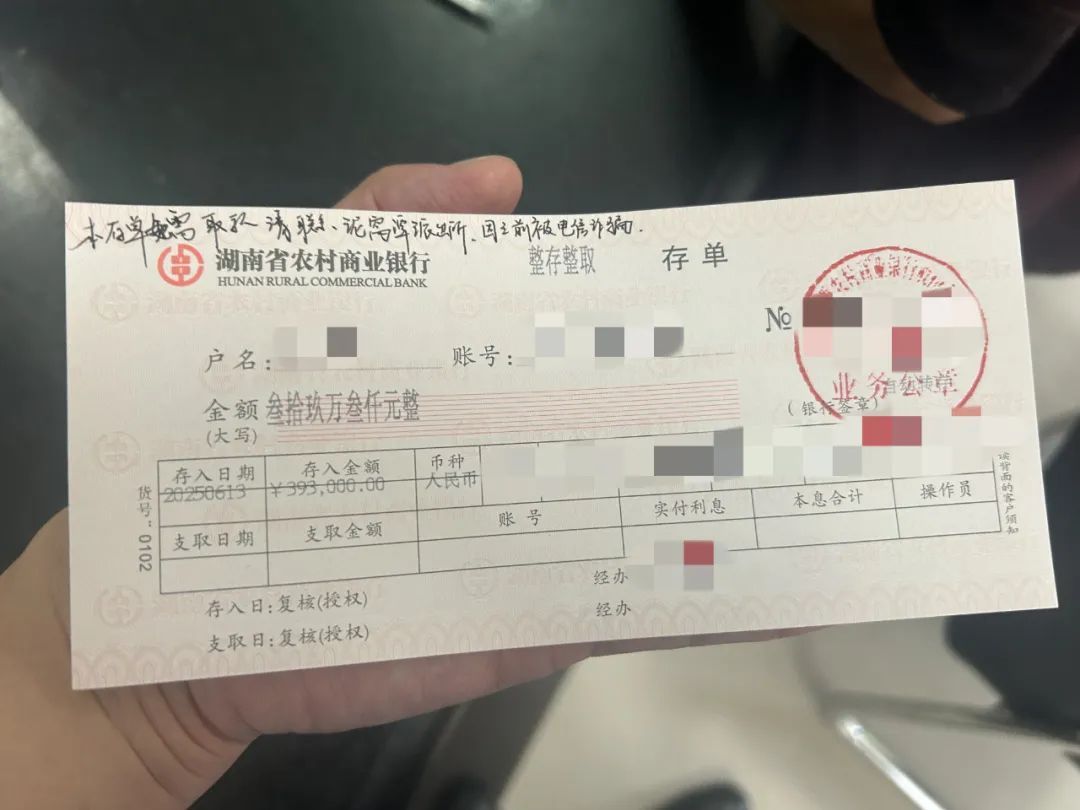 本存单如需取款请联系泥窝潭派出所,因之前被电信诈骗.
湖南省农村商业银行
HUNAN RURAL COMMERCIAL BANK
整存整取
存单
户名:
账号:
№
业务公章
(银行签章)
金额 叁拾玖万叁仟元整
(大写)
存入日期 存入金额 币种
20250613 ¥393,000.00 人民币
支取日期 支取金额 账号 实付利息 本息合计 操作员
存入日:复核(授权) 经办
支取日:复核(授权) 经办
货号"0102
读背面的客户须知